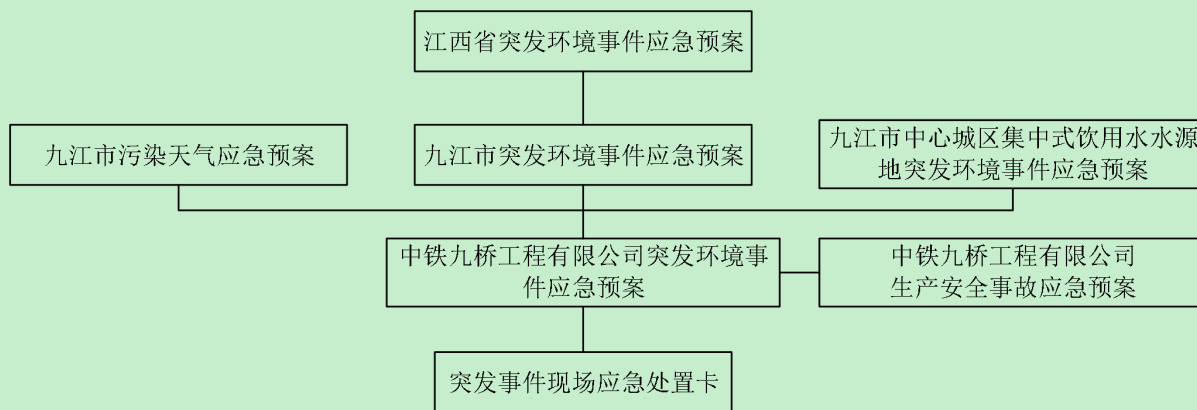 江西省突发环境事件应急预案
九江市污染天气应急预案
九江市突发环境事件应急预案
九江市中心城区集中式饮用水水源
地突发环境事件应急预案
中铁九桥工程有限公司突发环境事
件应急预案
中铁九桥工程有限公司
生产安全事故应急预案
突发事件现场应急处置卡